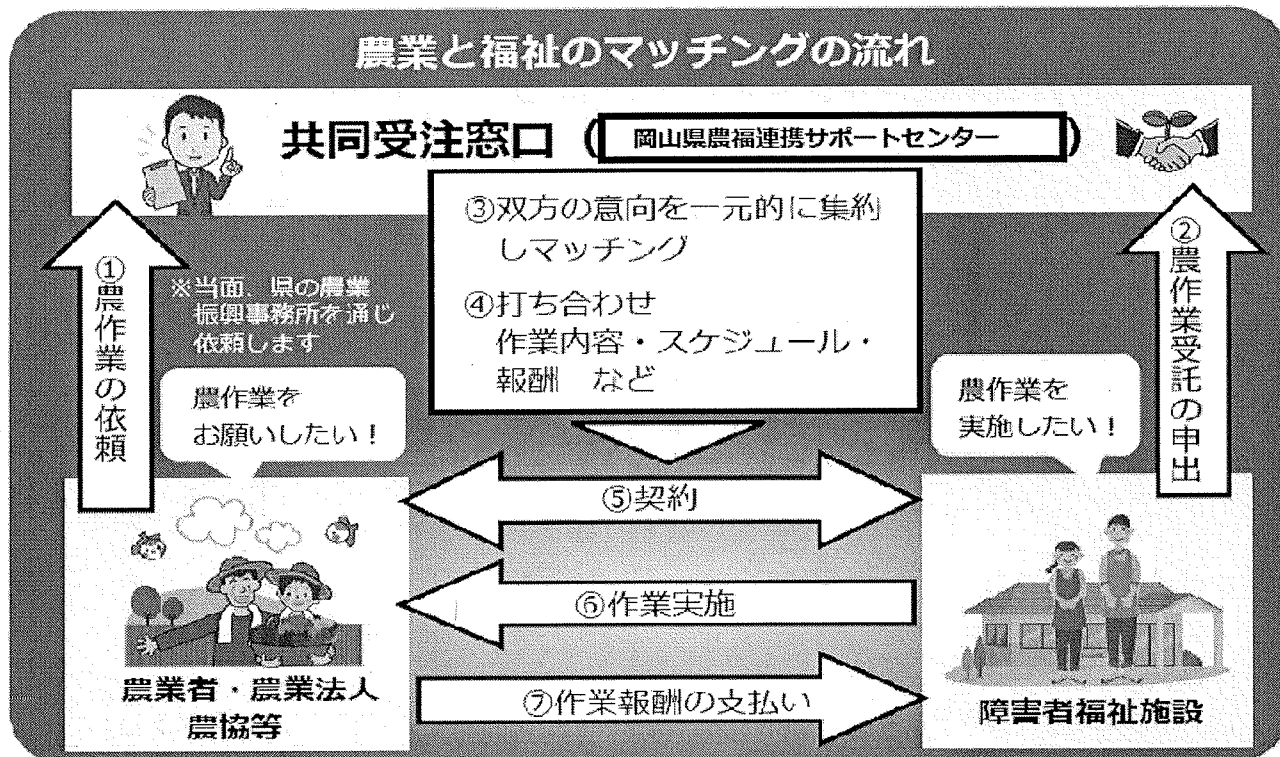 農業と福祉のマッチングの流れ
共同受注窓口（岡山県農福連携サポートセンター）
①農作業の依頼
※当面、県の農業
振興事務所を通じ
依頼します
③双方の意向を一元的に集約
しマッチング
④打ち合わせ
作業内容・スケジュール・
報酬　など
②農作業受託の申出
農作業を
お願いしたい！
農作業を
実施したい！
⑤契約
⑥作業実施
⑦作業報酬の支払い
農業者・農業法人
農協等
障害者福祉施設